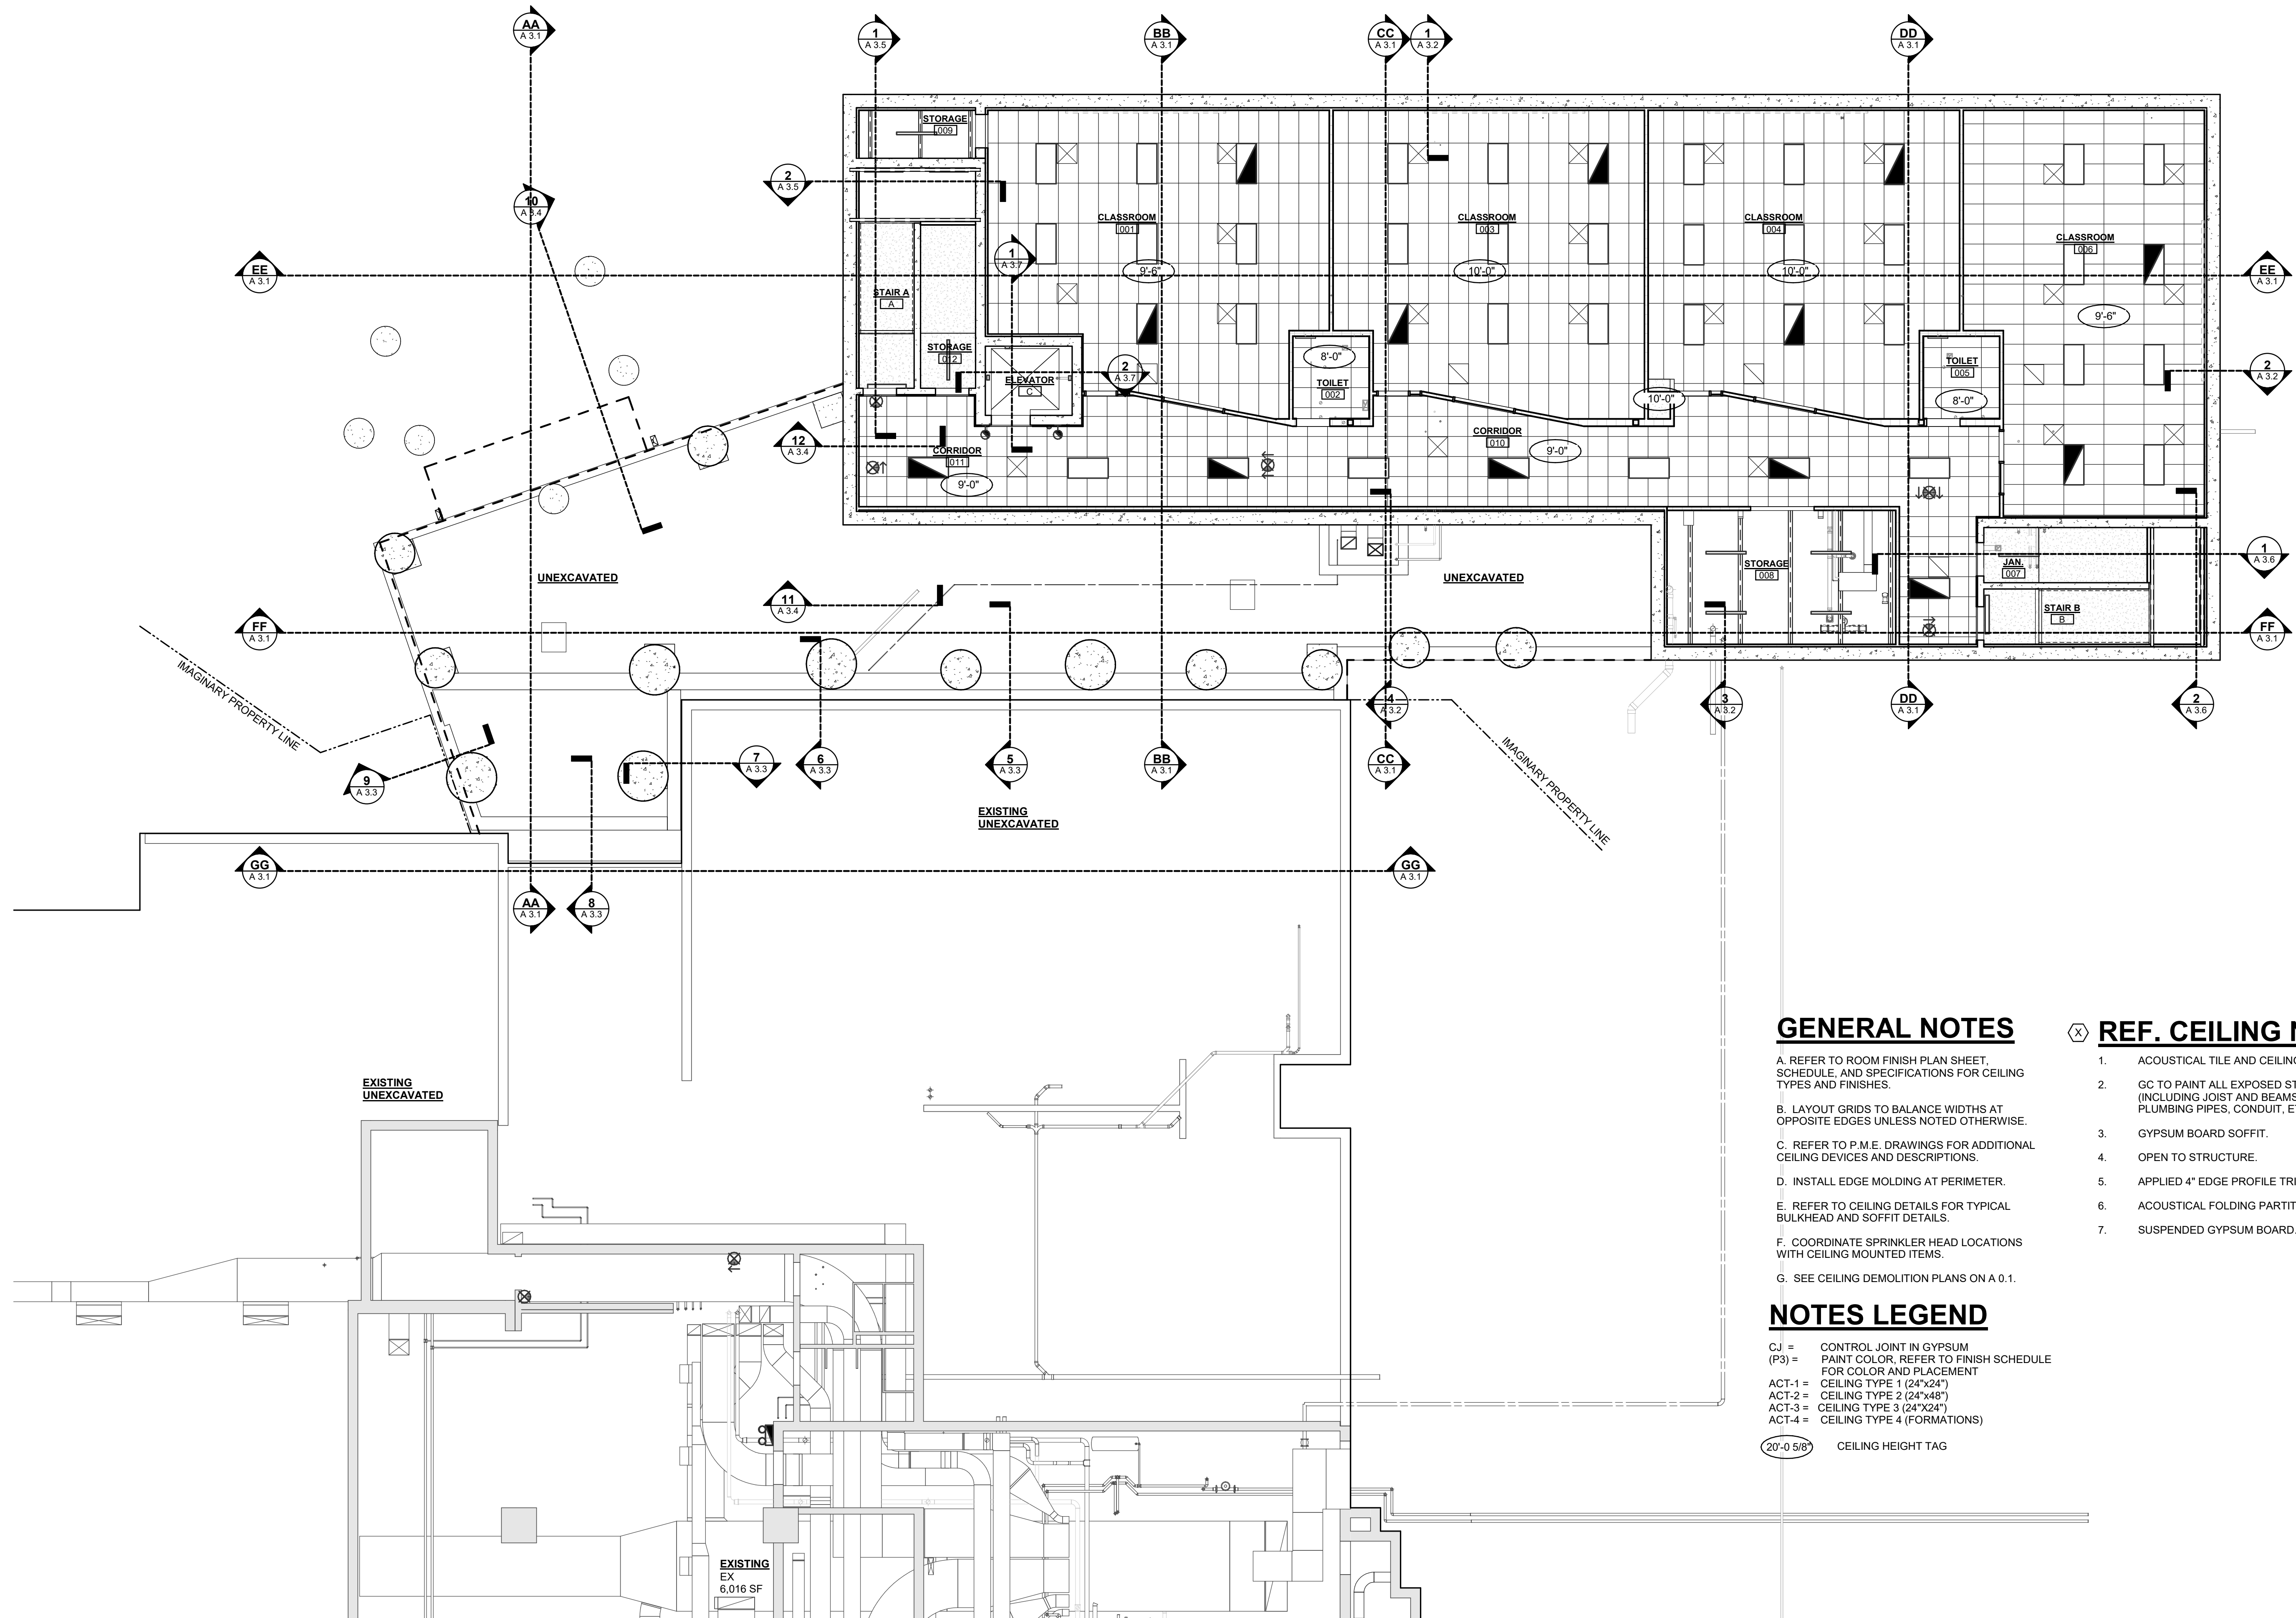 AA
A 3.1
1
A 3.5
BB
A 3.1
CC
A 3.1
1
A 3.2
DD
A 3.1
STORAGE
009
2
A 3.5
10
A 3.4
CLASSROOM
001
CLASSROOM
003
CLASSROOM
004
CLASSROOM
006
1
A 3.7
EE
A 3.1
9'-6"
10'-0"
10'-0"
EE
A 3.1
STAIR A
A
9'-6"
STORAGE
012
8'-0"
TOILET
005
ELEVATOR
C
2
A 3.7
TOILET
002
2
A 3.2
10'-0"
8'-0"
12
A 3.4
CORRIDOR
010
CORRIDOR
011
9'-0"
9'-0"
UNEXCAVATED
UNEXCAVATED
STORAGE
008
JAN.
007
1
A 3.6
11
A 3.4
STAIR B
B
FF
A 3.1
FF
A 3.1
IMAGINARY PROPERTY LINE
4
A 3.2
3
A 3.2
DD
A 3.1
2
A 3.6
9
A 3.3
7
A 3.3
6
A 3.3
5
A 3.3
BB
A 3.1
CC
A 3.1
IMAGINARY PROPERTY LINE
EXISTING
UNEXCAVATED
GG
A 3.1
GG
A 3.1
AA
A 3.1
8
A 3.3
EXISTING
UNEXCAVATED
GENERAL NOTES
A. REFER TO ROOM FINISH PLAN SHEET,
SCHEDULE, AND SPECIFICATIONS FOR CEILING
TYPES AND FINISHES.
B. LAYOUT GRIDS TO BALANCE WIDTHS AT
OPPOSITE EDGES UNLESS NOTED OTHERWISE.
C. REFER TO P.M.E. DRAWINGS FOR ADDITIONAL
CEILING DEVICES AND DESCRIPTIONS.
D. INSTALL EDGE MOLDING AT PERIMETER.
E. REFER TO CEILING DETAILS FOR TYPICAL
BULKHEAD AND SOFFIT DETAILS.
F. COORDINATE SPRINKLER HEAD LOCATIONS
WITH CEILING MOUNTED ITEMS.
G. SEE CEILING DEMOLITION PLANS ON A 0.1.
X REF. CEILING
1. ACOUSTICAL TILE AND CEILING
2. GC TO PAINT ALL EXPOSED
(INCLUDING JOIST AND BEAMS
PLUMBING PIPES, CONDUIT,
3. GYPSUM BOARD SOFFIT.
4. OPEN TO STRUCTURE.
5. APPLIED 4" EDGE PROFILE
6. ACOUSTICAL FOLDING
7. SUSPENDED GYPSUM BOARD.
NOTES LEGEND
CJ = CONTROL JOINT IN GYPSUM
(P3) = PAINT COLOR, REFER TO FINISH SCHEDULE
FOR COLOR AND PLACEMENT
ACT-1 = CEILING TYPE 1 (24"x24")
ACT-2 = CEILING TYPE 2 (24"x48")
ACT-3 = CEILING TYPE 3 (24"X24")
ACT-4 = CEILING TYPE 4 (FORMATIONS)
20'-0 5/8" CEILING HEIGHT TAG
EXISTING
EX
6,016 SF